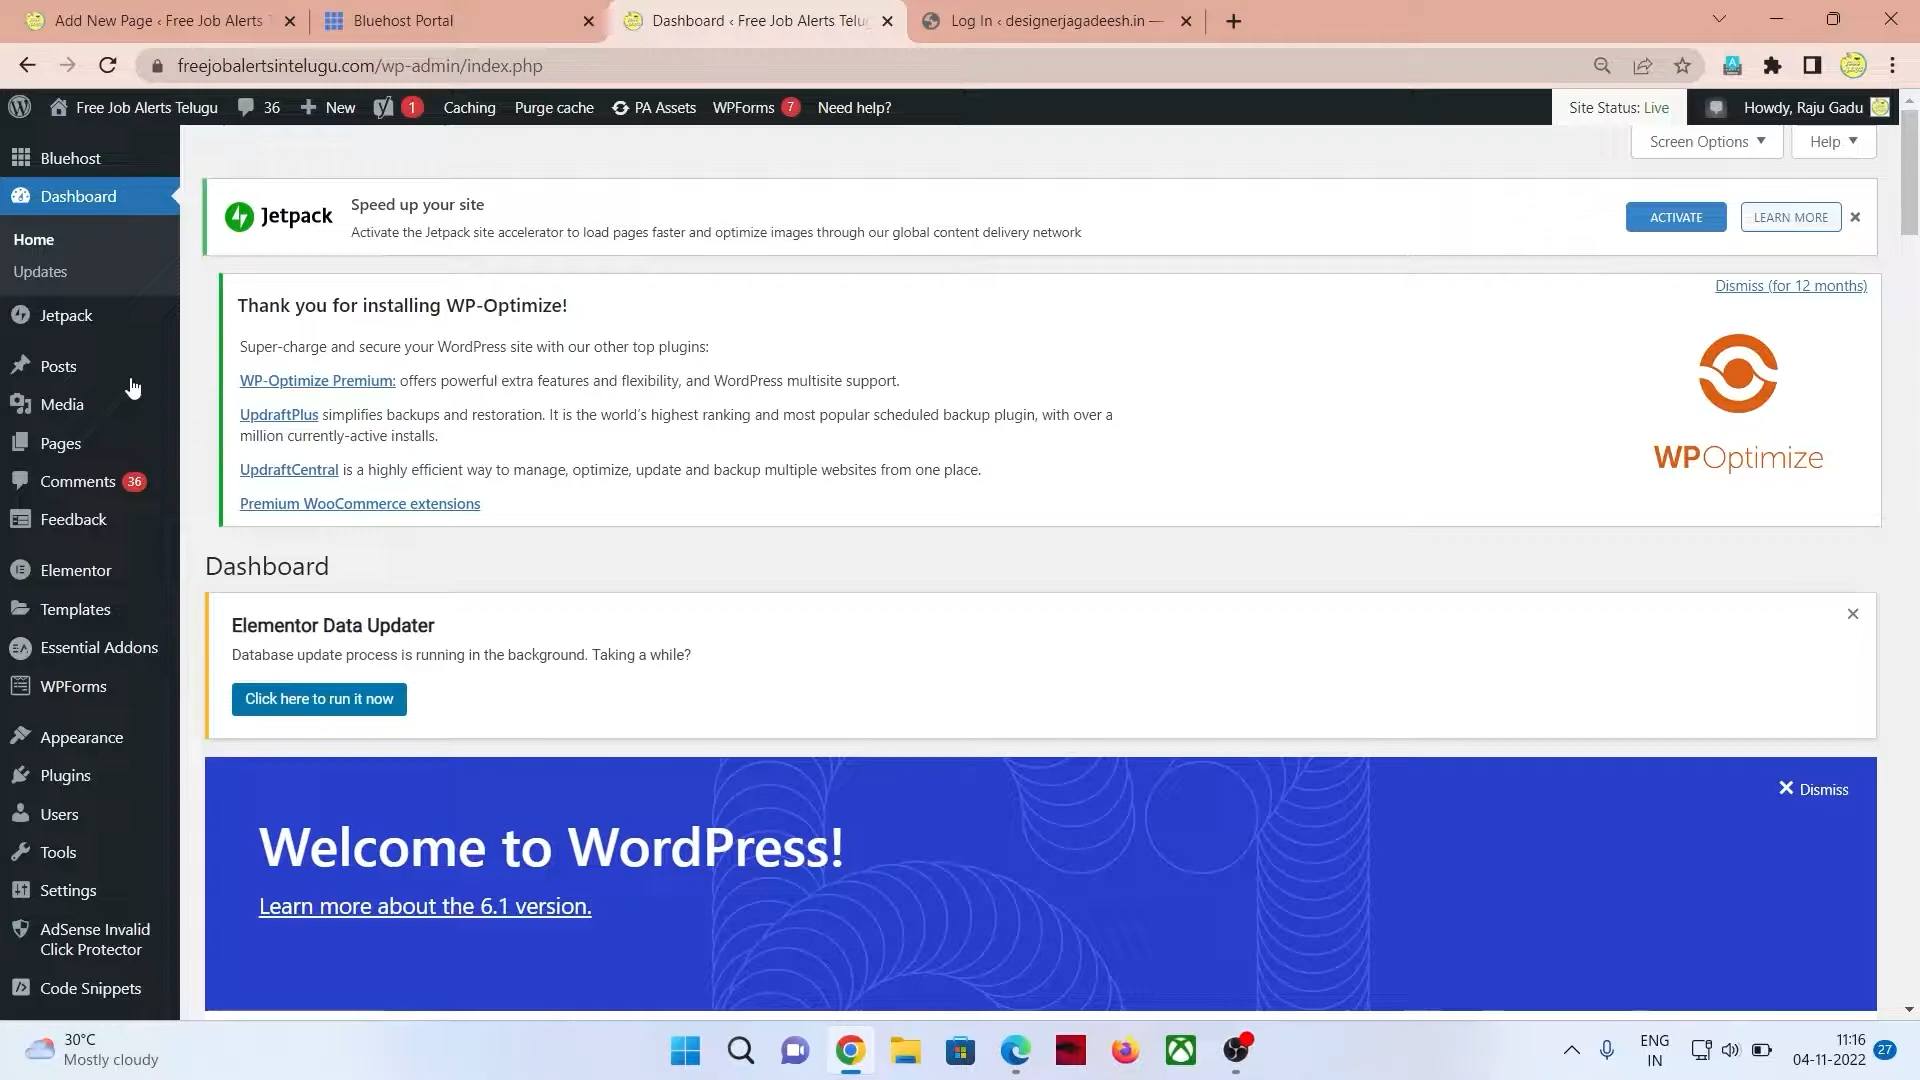 Add New Page ‹ Free Job Alerts T
Bluehost Portal
Dashboard ‹ Free Job Alerts Telug
Log In ‹ designerjagadeesh.in —
freejobalertsintelugu.com/wp-admin/index.php
Free Job Alerts Telugu
36
New
1
Caching
Purge cache
PA Assets
WPForms 7
Need help?
Site Status: Live
Howdy, Raju Gadu
Bluehost
Dashboard
Home
Updates
Jetpack
Posts
Media
Pages
Comments 36
Feedback
Elementor
Templates
Essential Addons
WPForms
Appearance
Plugins
Users
Tools
Settings
AdSense Invalid
Click Protector
Code Snippets
Screen Options
Help
Jetpack
Speed up your site
Activate the Jetpack site accelerator to load pages faster and optimize images through our global content delivery network
ACTIVATE
LEARN MORE
Dismiss (for 12 months)
Thank you for installing WP-Optimize!
Super-charge and secure your WordPress site with our other top plugins:
WP-Optimize Premium: offers powerful extra features and flexibility, and WordPress multisite support.
UpdraftPlus simplifies backups and restoration. It is the world's highest ranking and most popular scheduled backup plugin, with over a
million currently-active installs.
UpdraftCentral is a highly efficient way to manage, optimize, update and backup multiple websites from one place.
Premium WooCommerce extensions
WPOptimize
Dashboard
Elementor Data Updater
Database update process is running in the background. Taking a while?
Click here to run it now
Dismiss
Welcome to WordPress!
Learn more about the 6.1 version.
30°C
Mostly cloudy
ENG
IN
11:16
04-11-2022
27